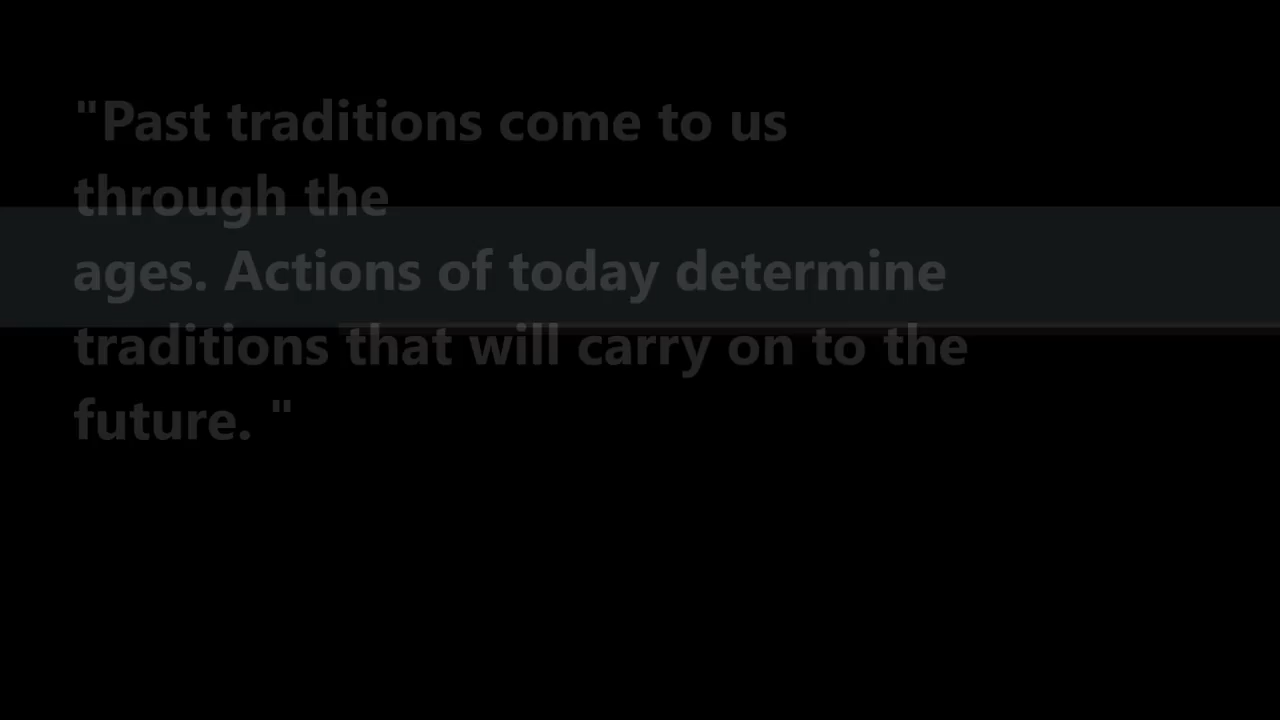 "Past traditions come to us
through the
ages. Actions of today determine
traditions that will carry on to the
future. "